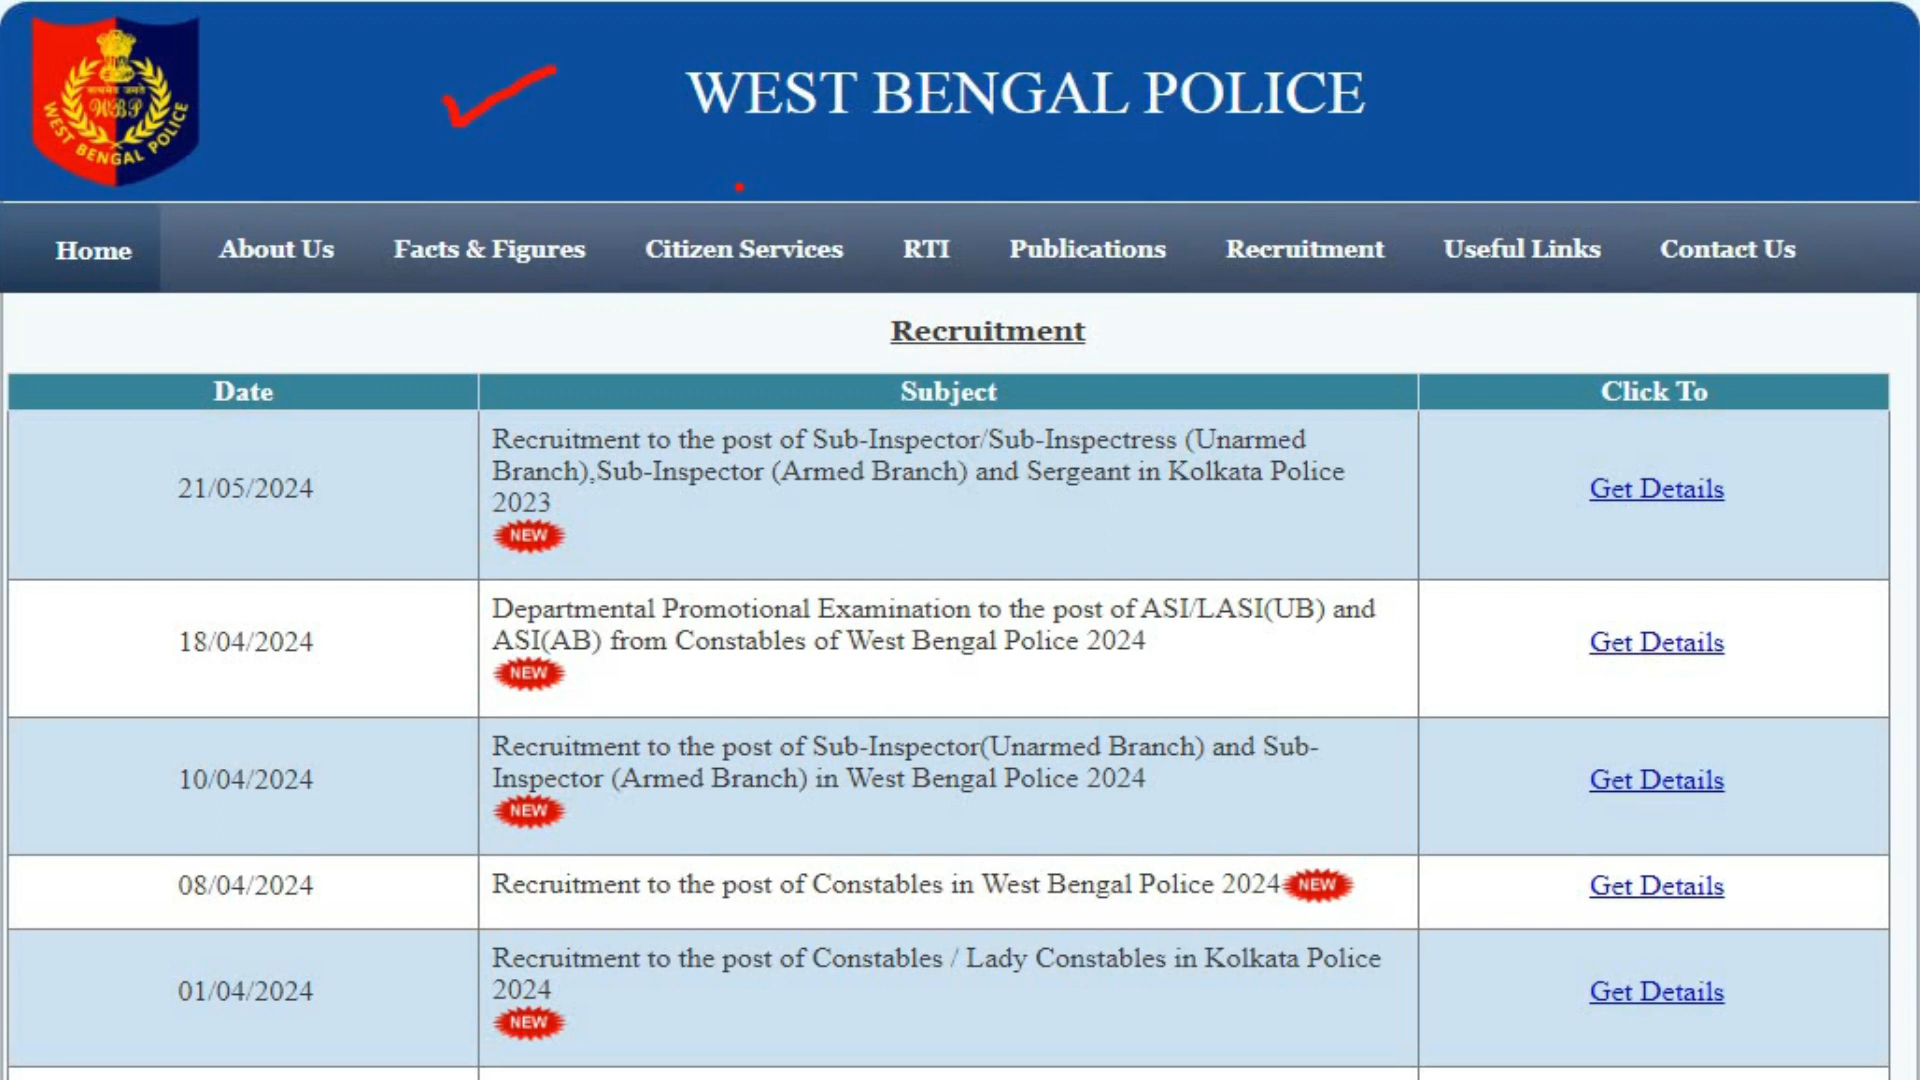 सत्यमेव जयते
WBP
WEST BENGAL POLICE
WEST BENGAL POLICE
Home About Us Facts & Figures Citizen Services RTI Publications Recruitment Useful Links Contact Us
Recruitment
Date Subject Click To
21/05/2024
Recruitment to the post of Sub-Inspector/Sub-Inspectress (Unarmed
Branch),Sub-Inspector (Armed Branch) and Sergeant in Kolkata Police
2023
NEW
Get Details
18/04/2024
Departmental Promotional Examination to the post of ASI/LASI(UB) and
ASI(AB) from Constables of West Bengal Police 2024
NEW
Get Details
10/04/2024
Recruitment to the post of Sub-Inspector(Unarmed Branch) and Sub-
Inspector (Armed Branch) in West Bengal Police 2024
NEW
Get Details
08/04/2024
Recruitment to the post of Constables in West Bengal Police 2024 NEW
Get Details
01/04/2024
Recruitment to the post of Constables / Lady Constables in Kolkata Police
2024
NEW
Get Details